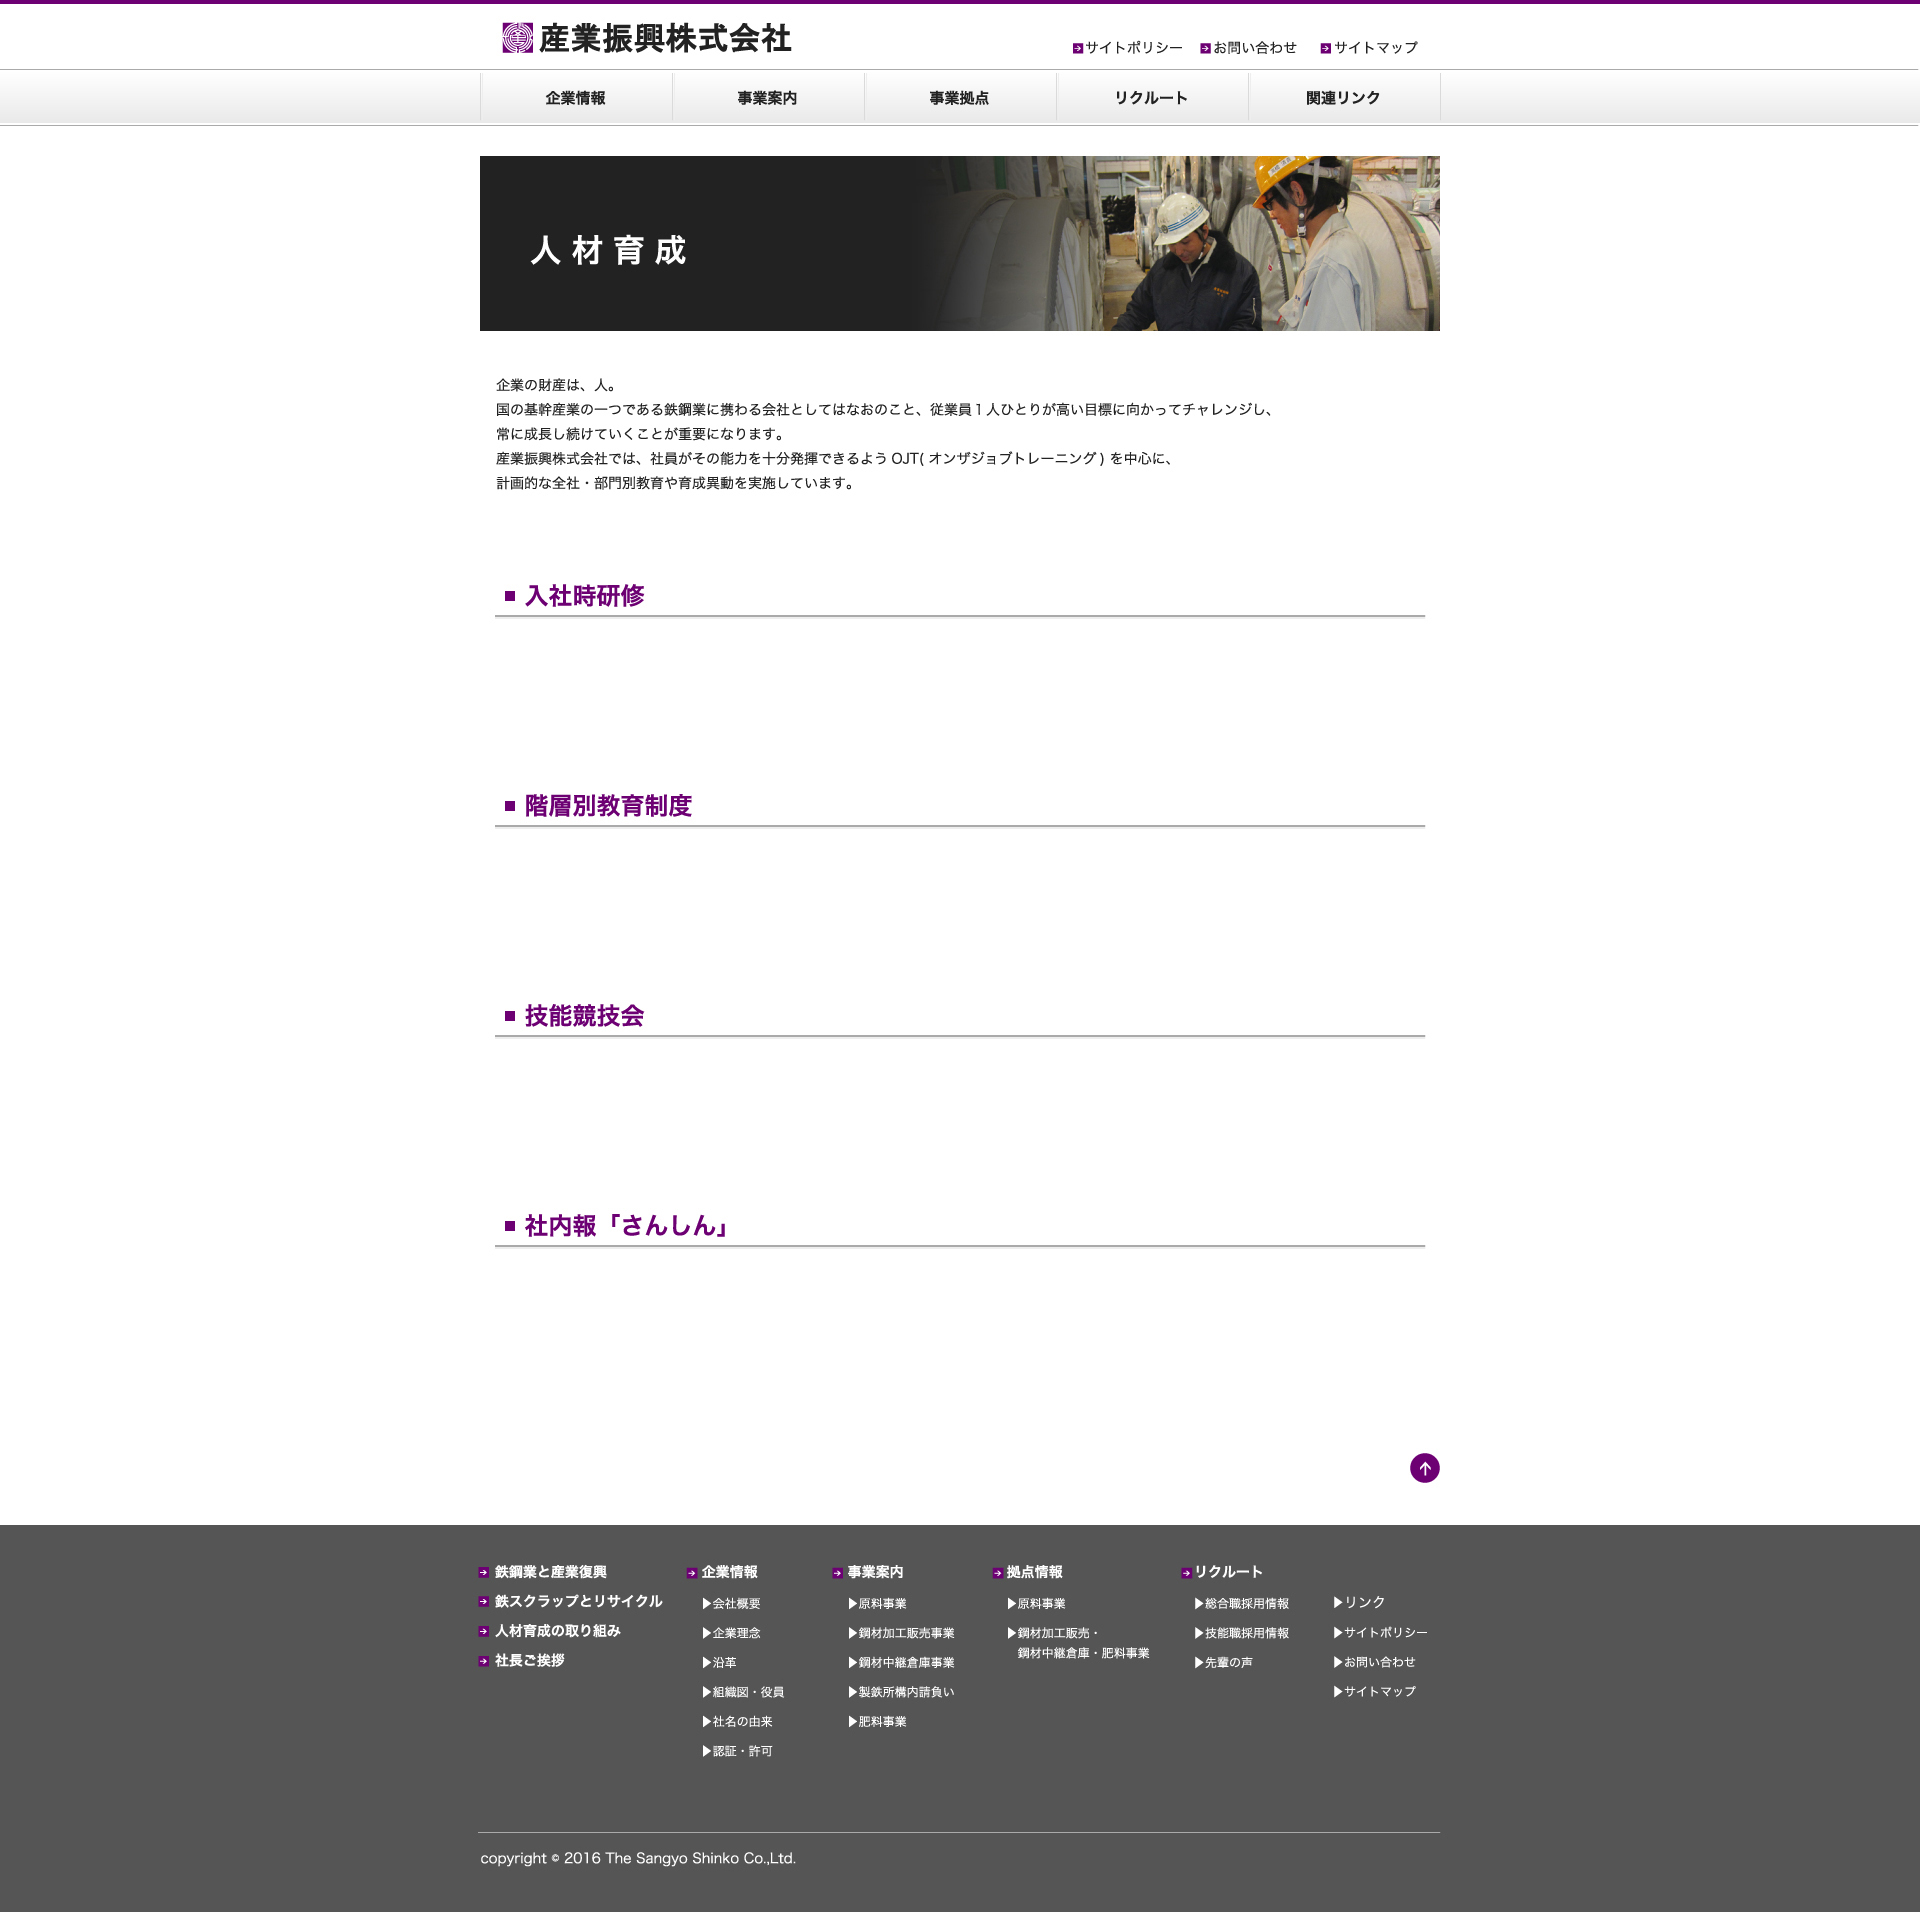 産業振興株式会社
サイトポリシー
お問い合わせ
サイトマップ
企業情報
事業案内
事業拠点
リクルート
関連リンク
人材育成
企業の財産は、人。
国の基幹産業の一つである鉄鋼業に携わる会社としてはなおのこと、従業員１人ひとりが高い目標に向かってチャレンジし、
常に成長し続けていくことが重要になります。
産業振興株式会社では、社員がその能力を十分発揮できるよう OJT( オンザジョブトレーニング ) を中心に、
計画的な全社・部門別教育や育成異動を実施しています。
■ 入社時研修
■ 階層別教育制度
■ 技能競技会
■ 社内報「さんしん」
鉄鋼業と産業復興
鉄スクラップとリサイクル
人材育成の取り組み
社長ご挨拶
企業情報
▶会社概要
▶企業理念
▶沿革
▶組織図・役員
▶社名の由来
▶認証・許可
事業案内
▶原料事業
▶鋼材加工販売事業
▶鋼材中継倉庫事業
▶製鉄所構内請負い
▶肥料事業
拠点情報
▶原料事業
▶鋼材加工販売・
鋼材中継倉庫・肥料事業
リクルート
▶総合職採用情報
▶技能職採用情報
▶先輩の声
▶リンク
▶サイトポリシー
▶お問い合わせ
▶サイトマップ
copyright © 2016 The Sangyo Shinko Co.,Ltd.